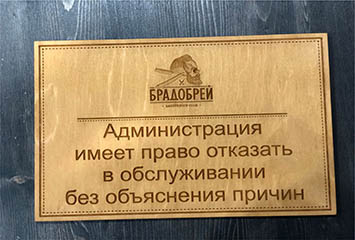 БРАДОБРЕЙ
Администрация
имеет право отказать
в обслуживании
без объяснения причин